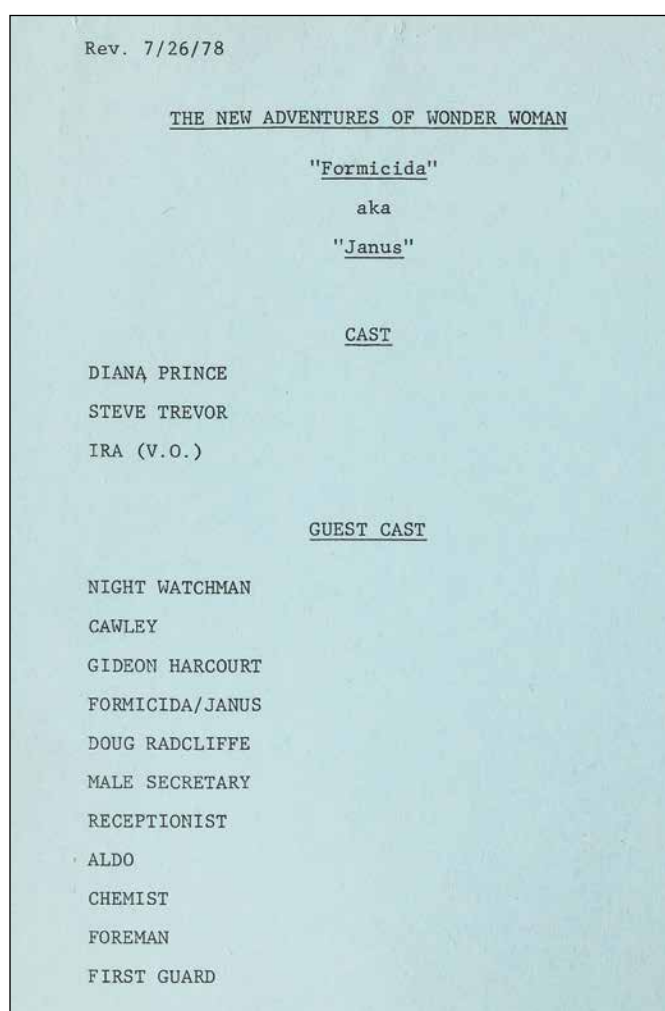 Rev. 7/26/78
THE NEW ADVENTURES OF WONDER WOMAN
"Formicida"
aka
"Janus"
CAST
DIANA PRINCE
STEVE TREVOR
IRA (V.O.)
GUEST CAST
NIGHT WATCHMAN
CAWLEY
GIDEON HARCOURT
FORMICIDA/JANUS
DOUG RADCLIFFE
MALE SECRETARY
RECEPTIONIST
ALDO
CHEMIST
FOREMAN
FIRST GUARD